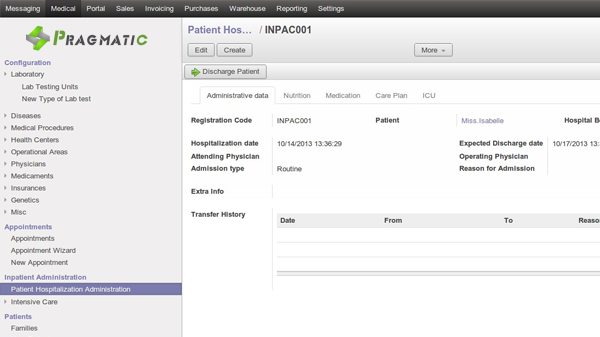 Messaging Medical Portal Sales Invoicing Purchases Warehouse Reporting Settings
PRAGMATIC
Configuration
Laboratory
Lab Testing Units
New Type of Lab test
Diseases
Medical Procedures
Health Centers
Operational Areas
Physicians
Medicaments
Insurances
Genetics
Misc
Appointments
Appointments
Appointment Wizard
New Appointment
Inpatient Administration
Patient Hospitalization Administration
Intensive Care
Patients
Families
Patient Hos... / INPAC001
Edit Create More
Discharge Patient
Administrative data Nutrition Medication Care Plan ICU
Registration Code INPAC001 Patient Miss.Isabelle Hospital
Hospitalization date 10/14/2013 13:36:29 Expected Discharge date 10/17/2013
Attending Physician Operating Physician
Admission type Routine Reason for Admission
Extra Info
Transfer History
Date From To